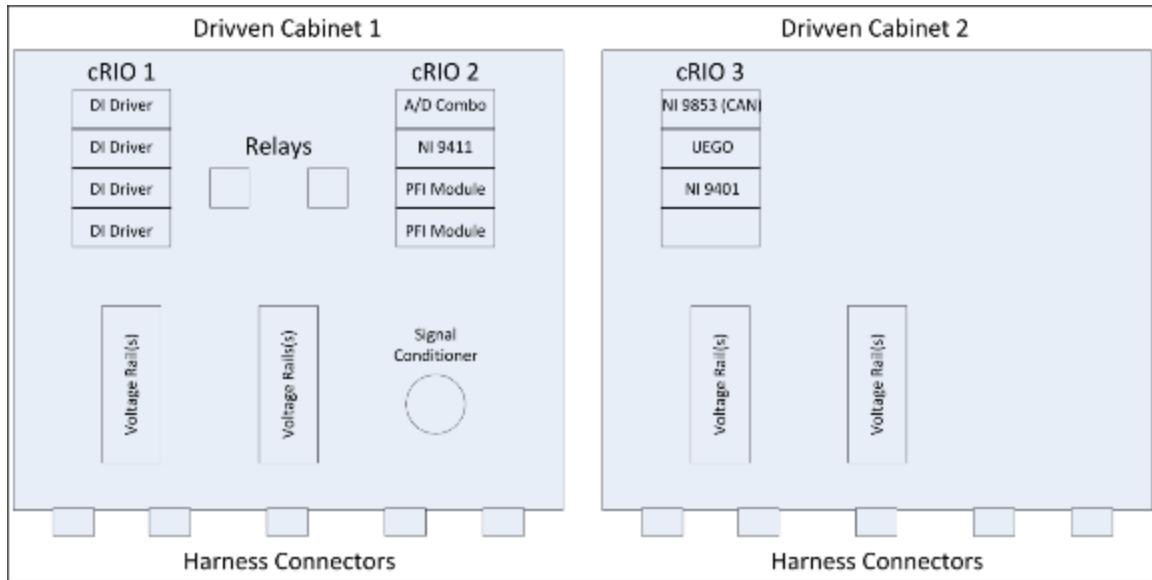 Drivven Cabinet 1
cRIO 1
DI Driver
DI Driver
DI Driver
DI Driver
Relays
cRIO 2
A/D Combo
NI 9411
PFI Module
PFI Module
Voltage Rail(s)
Voltage Rails(s)
Signal
Conditioner
Harness Connectors
Drivven Cabinet 2
cRIO 3
NI 9853 (CAN)
UEGO
NI 9401
Voltage Rail(s)
Voltage Rail(s)
Harness Connectors